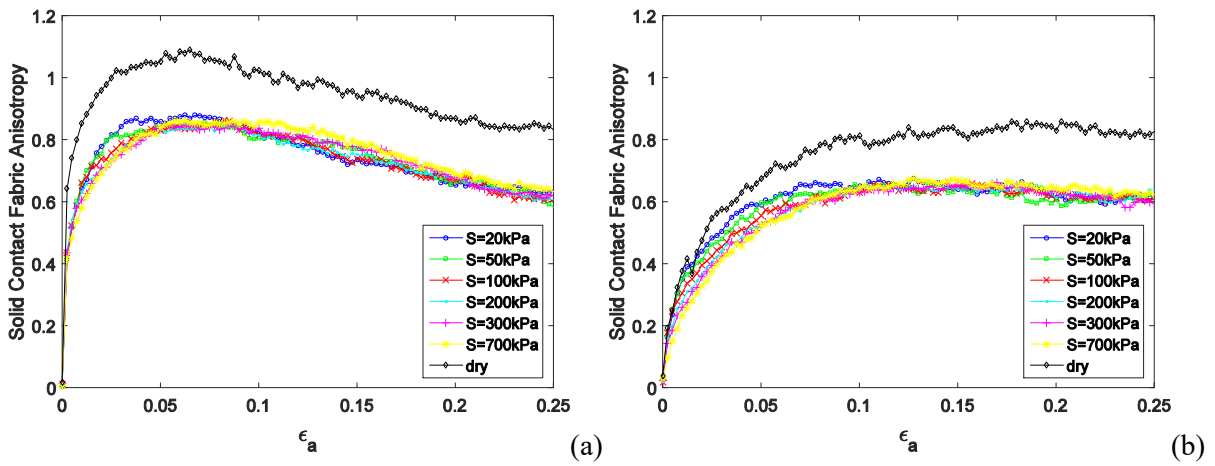 Solid Contact Fabric Anisotropy
1.2
1
0.8
0.6
0.4
0.2
0
0 0.05 0.1 0.15 0.2 0.25
ϵa
S=20kPa
S=50kPa
S=100kPa
S=200kPa
S=300kPa
S=700kPa
dry
(a)
Solid Contact Fabric Anisotropy
1.2
1
0.8
0.6
0.4
0.2
0
0 0.05 0.1 0.15 0.2 0.25
ϵa
S=20kPa
S=50kPa
S=100kPa
S=200kPa
S=300kPa
S=700kPa
dry
(b)